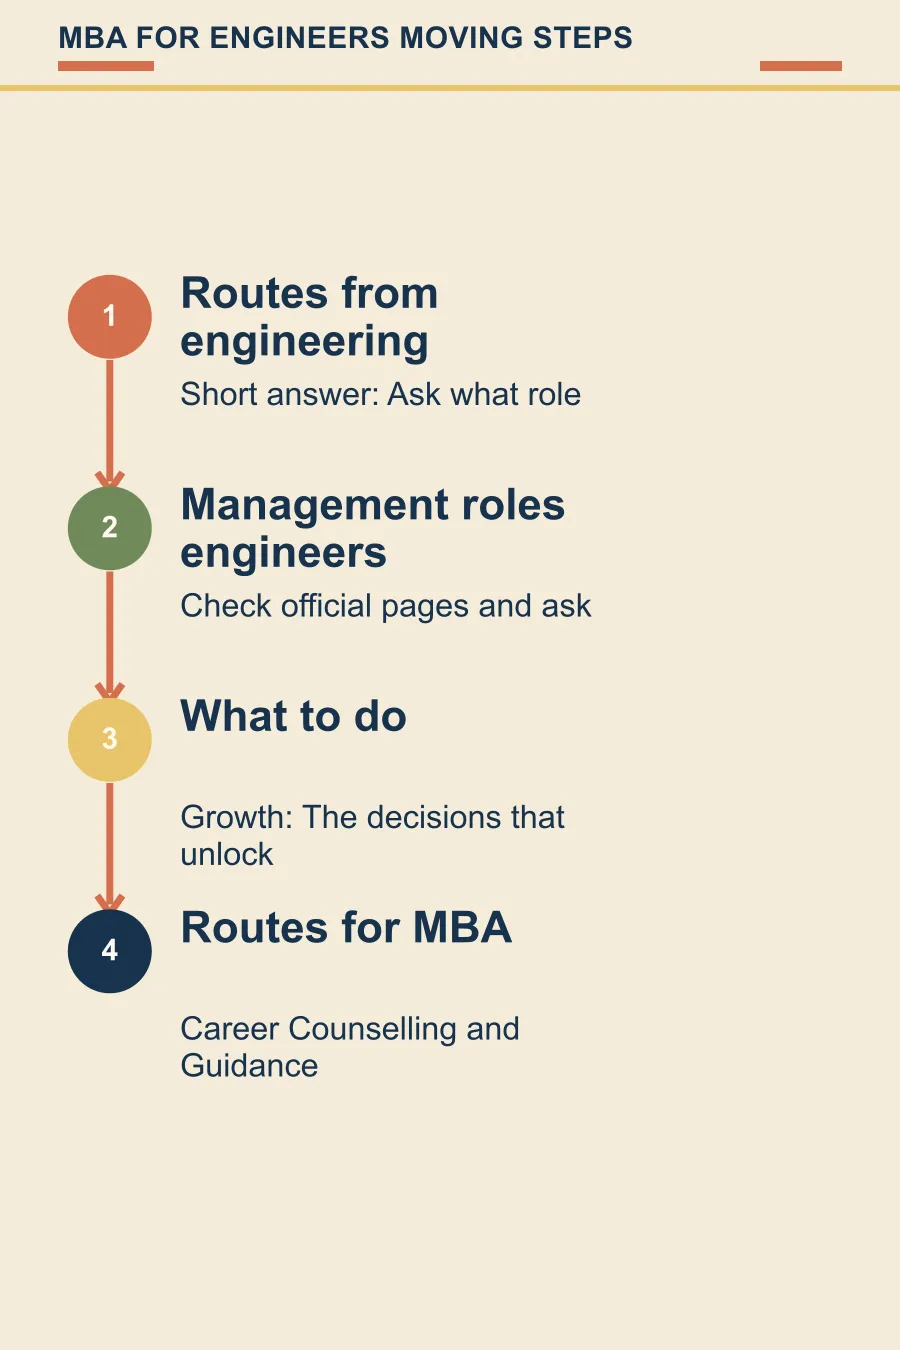 MBA FOR ENGINEERS MOVING STEPS
1
Routes from
engineering
Short answer: Ask what role
2
Management roles
engineers
Check official pages and ask
3
What to do
Growth: The decisions that
unlock
4
Routes for MBA
Career Counselling and
Guidance